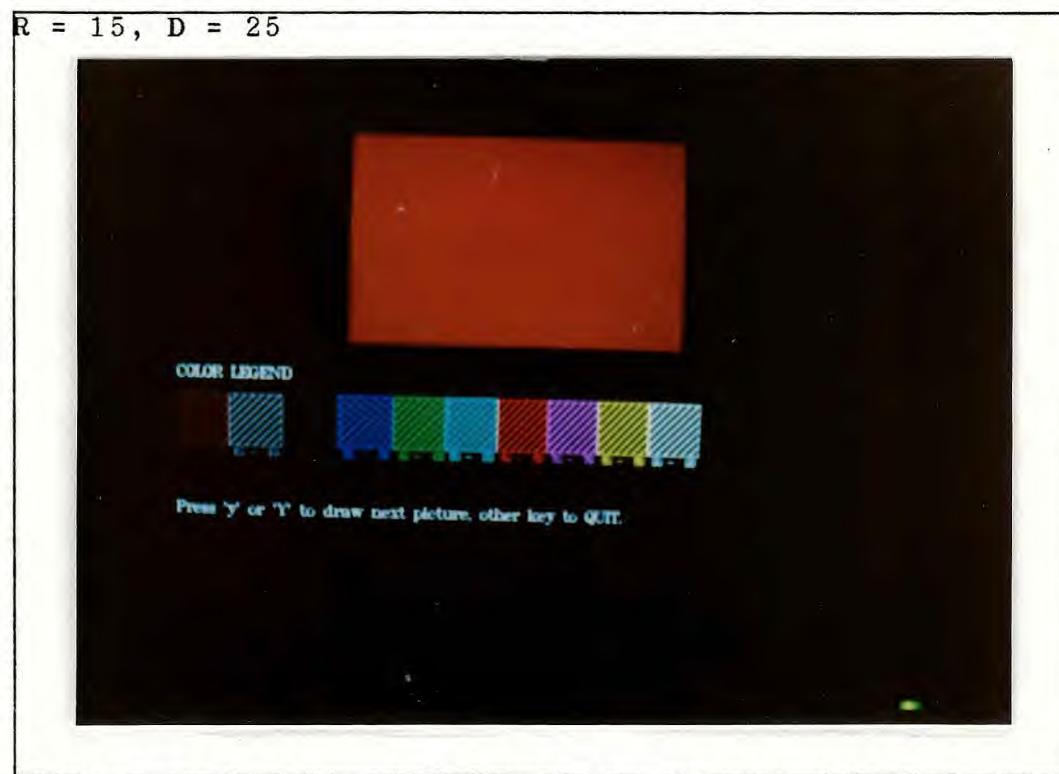 R = 15, D = 25
COLOR LEGEND
Press 'y' or 'Y' to draw next picture, other key to QUIT.